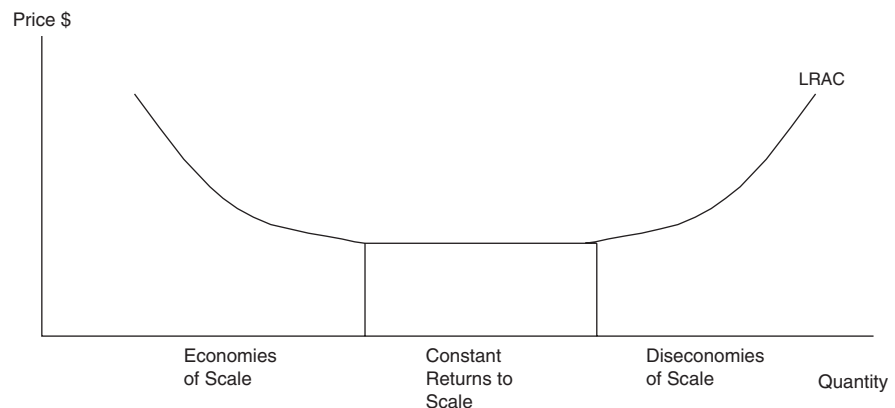 Price $
LRAC
Economies
of Scale
Constant
Returns to
Scale
Diseconomies
of Scale
Quantity